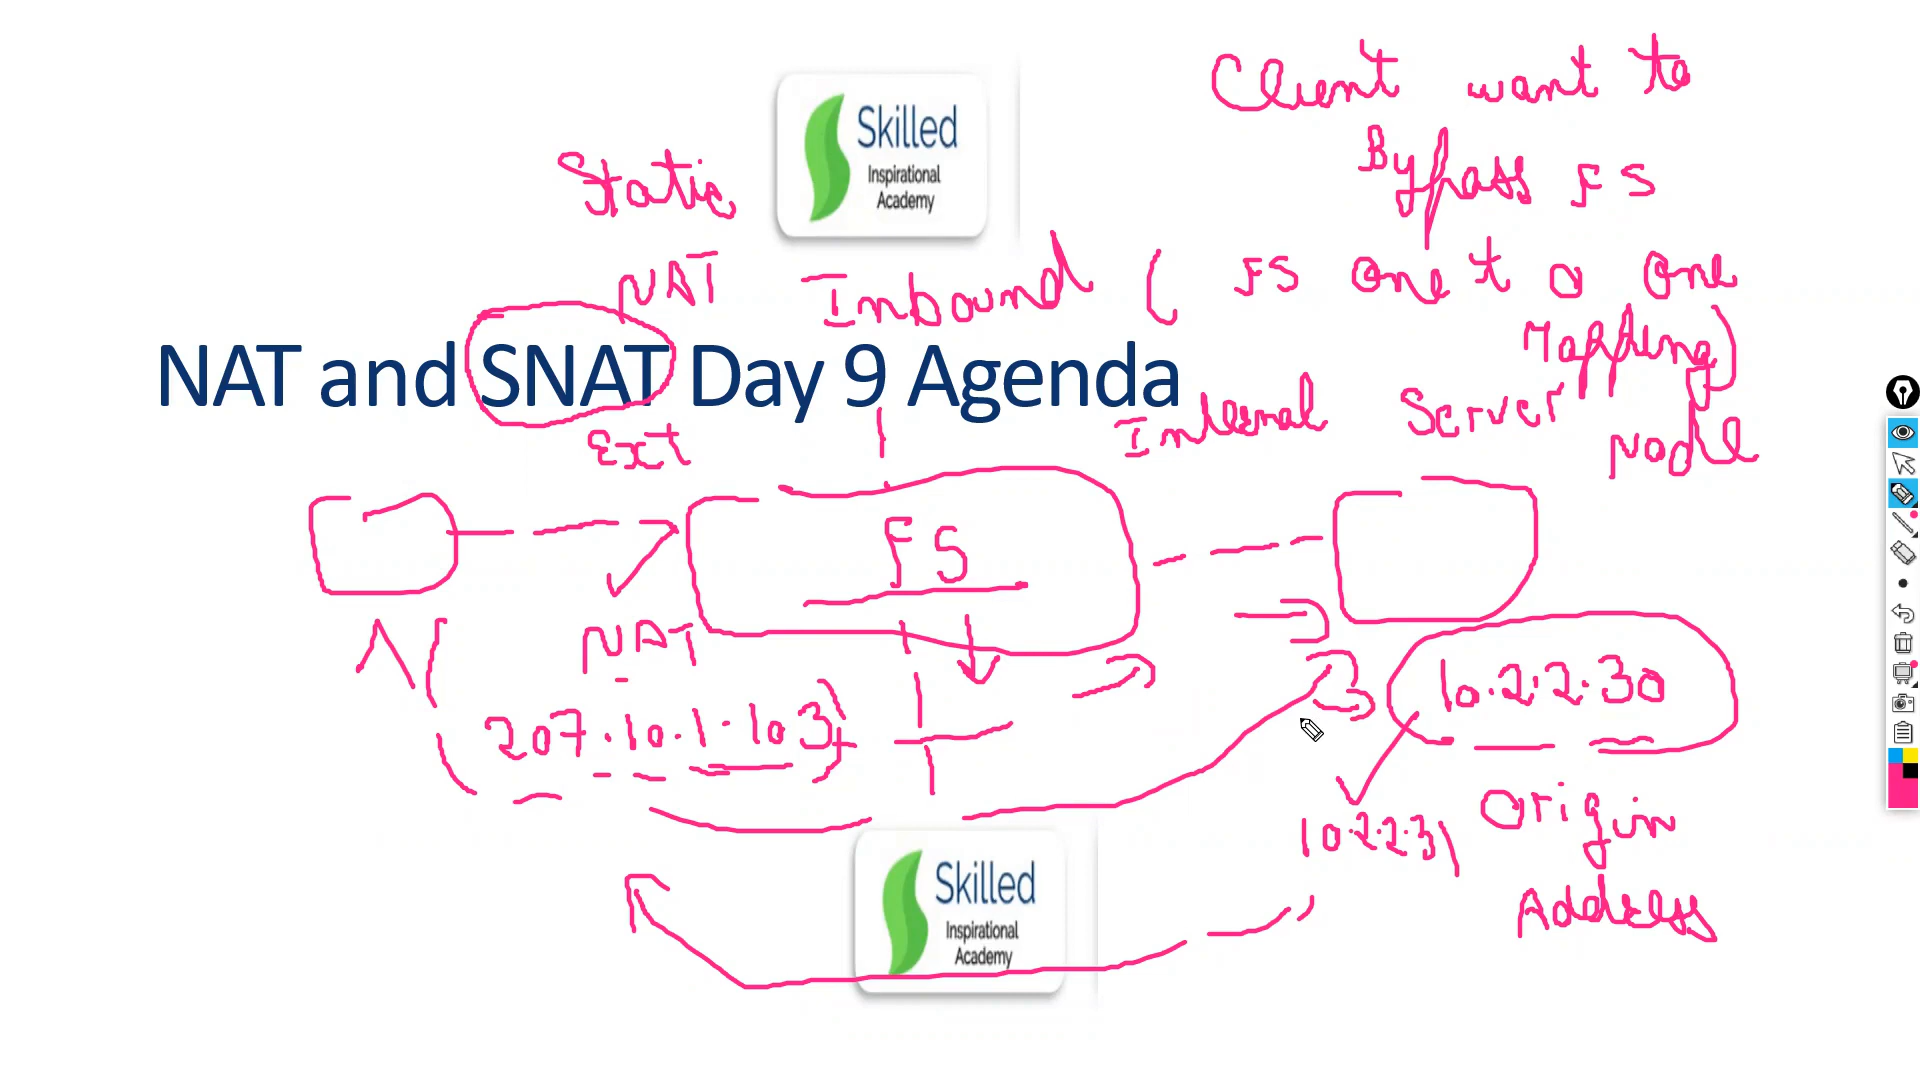 Client want to
Bypass FS
Skilled
Inspirational
Academy
Static
NAT Inbound ( FS one t o one
Mapping)
NAT and SNAT Day 9 Agenda
Ext
Internal Server
Node
FS
NAT
207.10.1.103
10.2.2.30
10.2.2.31
Origin
Address
Skilled
Inspirational
Academy